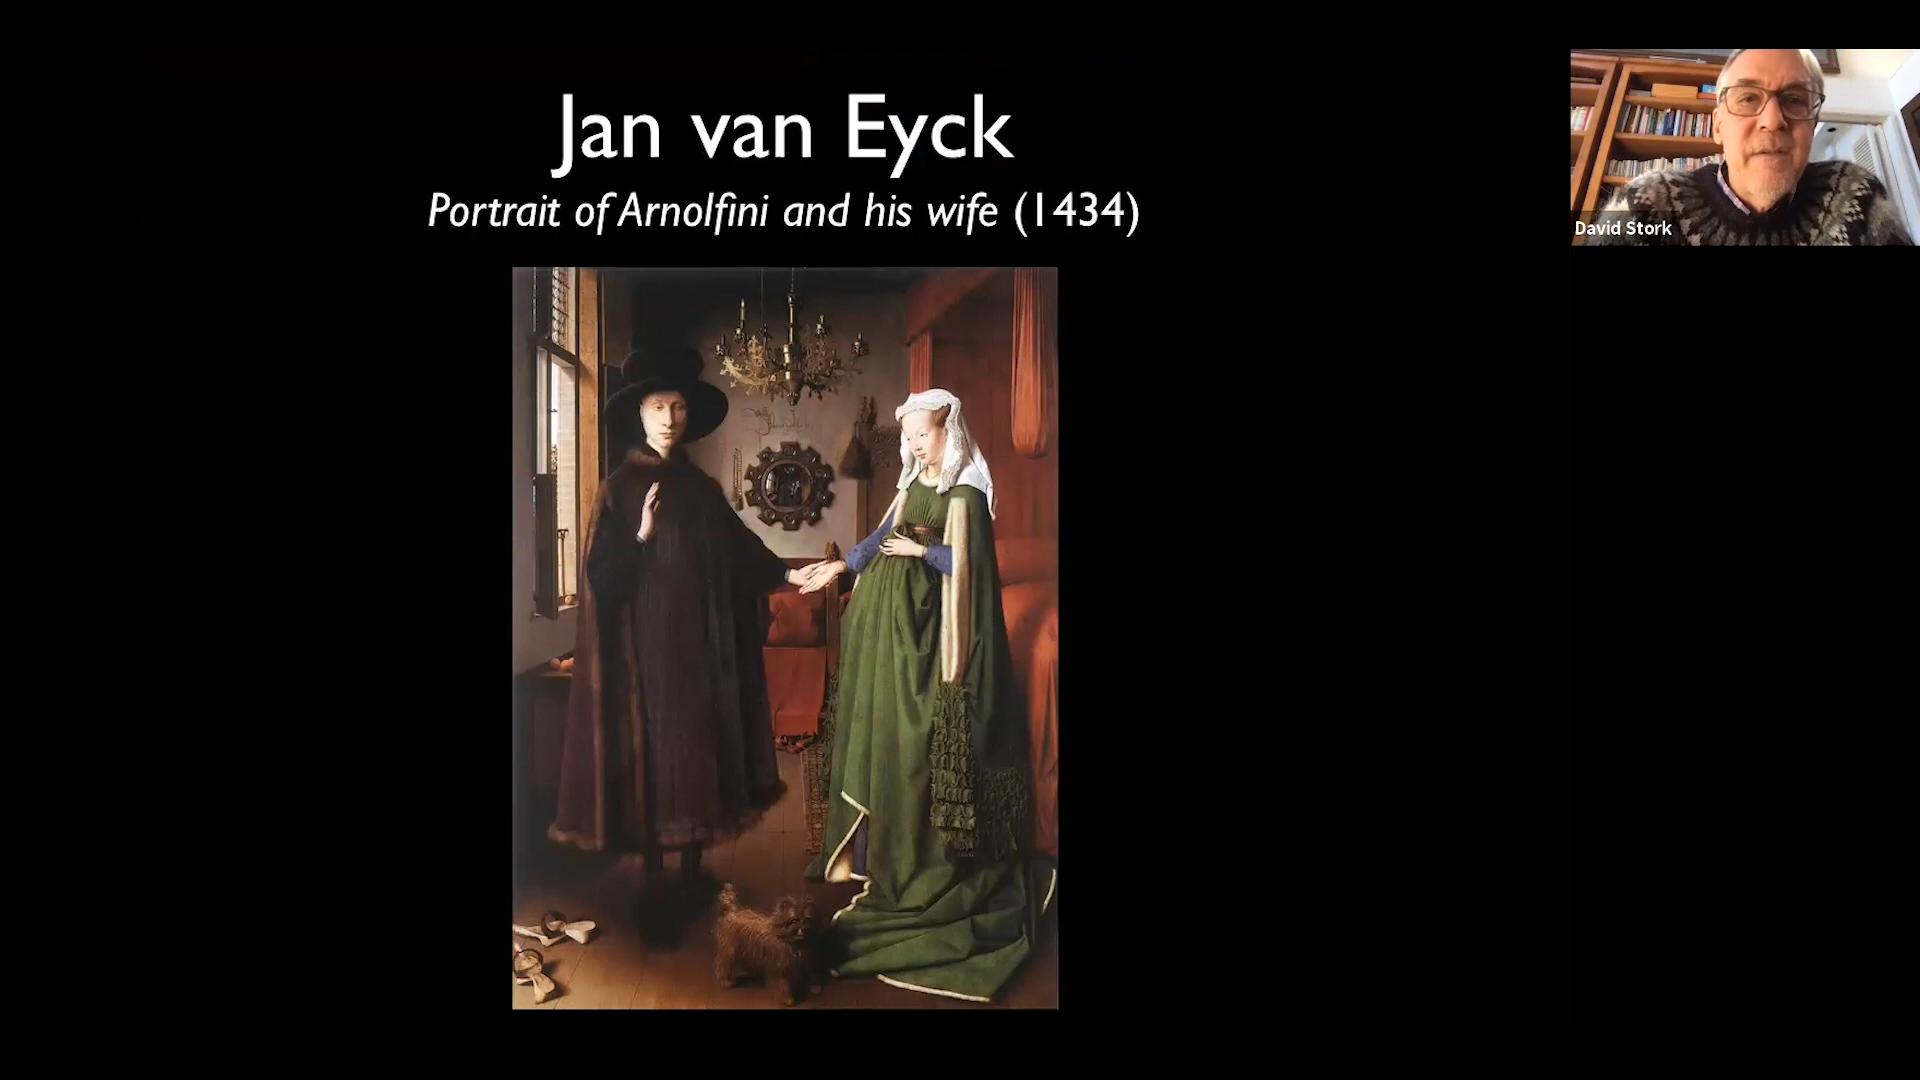 Jan van Eyck
Portrait of Arnolfini and his wife (1434)
David Stork